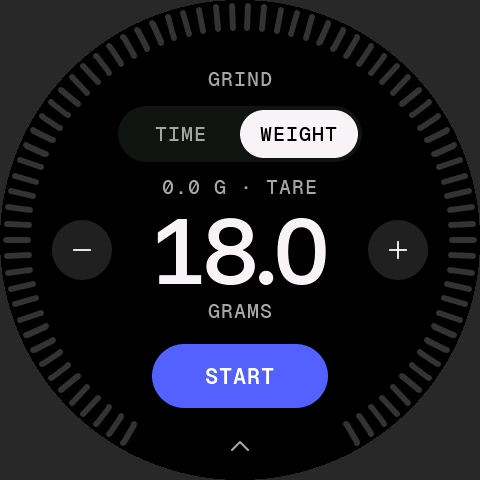 GRIND
TIME WEIGHT
0.0 G · TARE
− 18.0 +
GRAMS
START